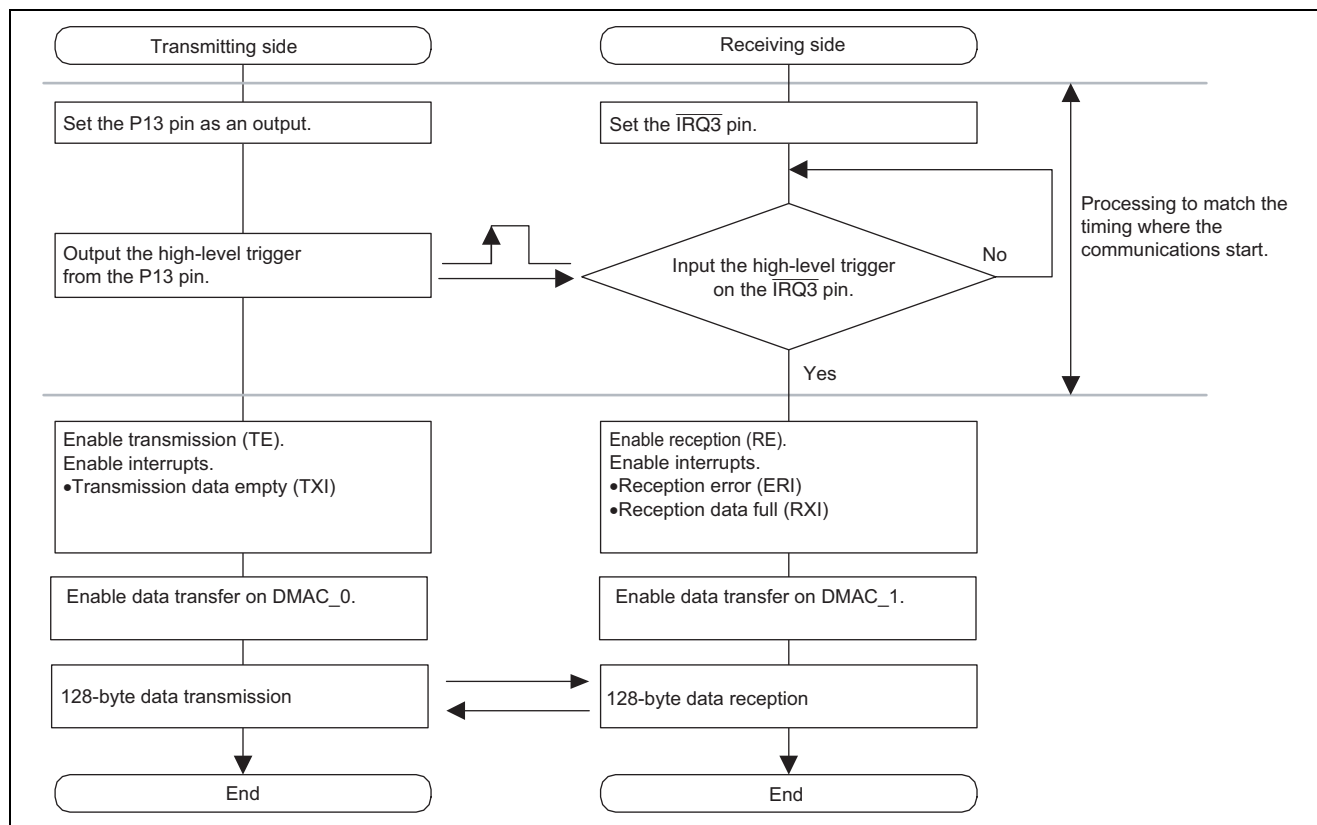 Transmitting side
Receiving side
Set the P13 pin as an output.
Set the I̅R̅Q̅3̅ pin.
Output the high-level trigger
from the P13 pin.
Input the high-level trigger
on the I̅R̅Q̅3̅ pin.
No
Yes
Processing to match the
timing where the
communications start.
Enable transmission (TE).
Enable interrupts.
•Transmission data empty (TXI)
Enable reception (RE).
Enable interrupts.
•Reception error (ERI)
•Reception data full (RXI)
Enable data transfer on DMAC_0.
Enable data transfer on DMAC_1.
128-byte data transmission
128-byte data reception
End
End